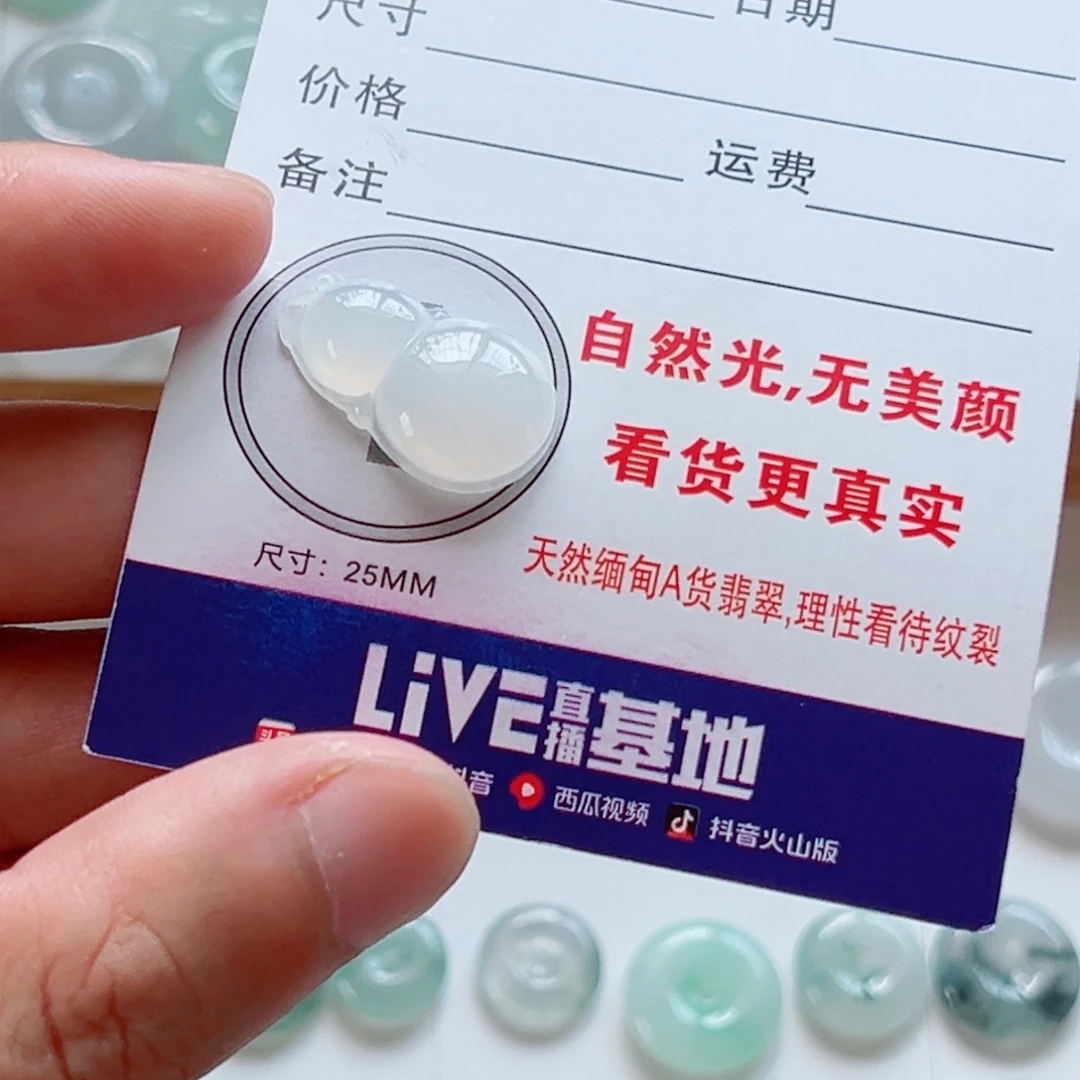 尺寸 日期
价格 运费
备注
自然光,无美颜
看货更真实
天然缅甸A货翡翠,理性看待纹裂
尺寸：25MM
LiVE直播基地
抖音 西瓜视频 抖音火山版